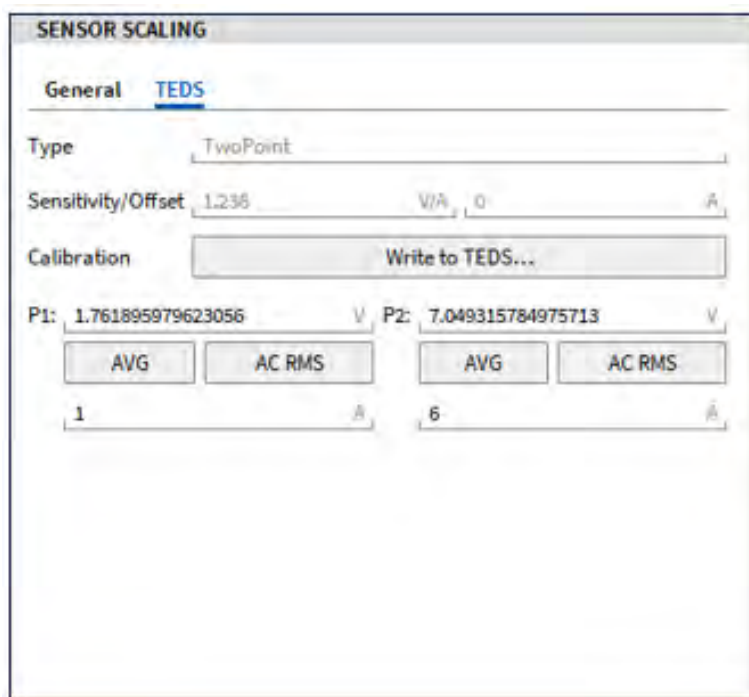 SENSOR SCALING
General TEDS
Type TwoPoint
Sensitivity/Offset 1.236 V/A 0 A
Calibration Write to TEDS...
P1: 1.761895979623056 V P2: 7.049315784975713 V
AVG AC RMS AVG AC RMS
1 A 6 A